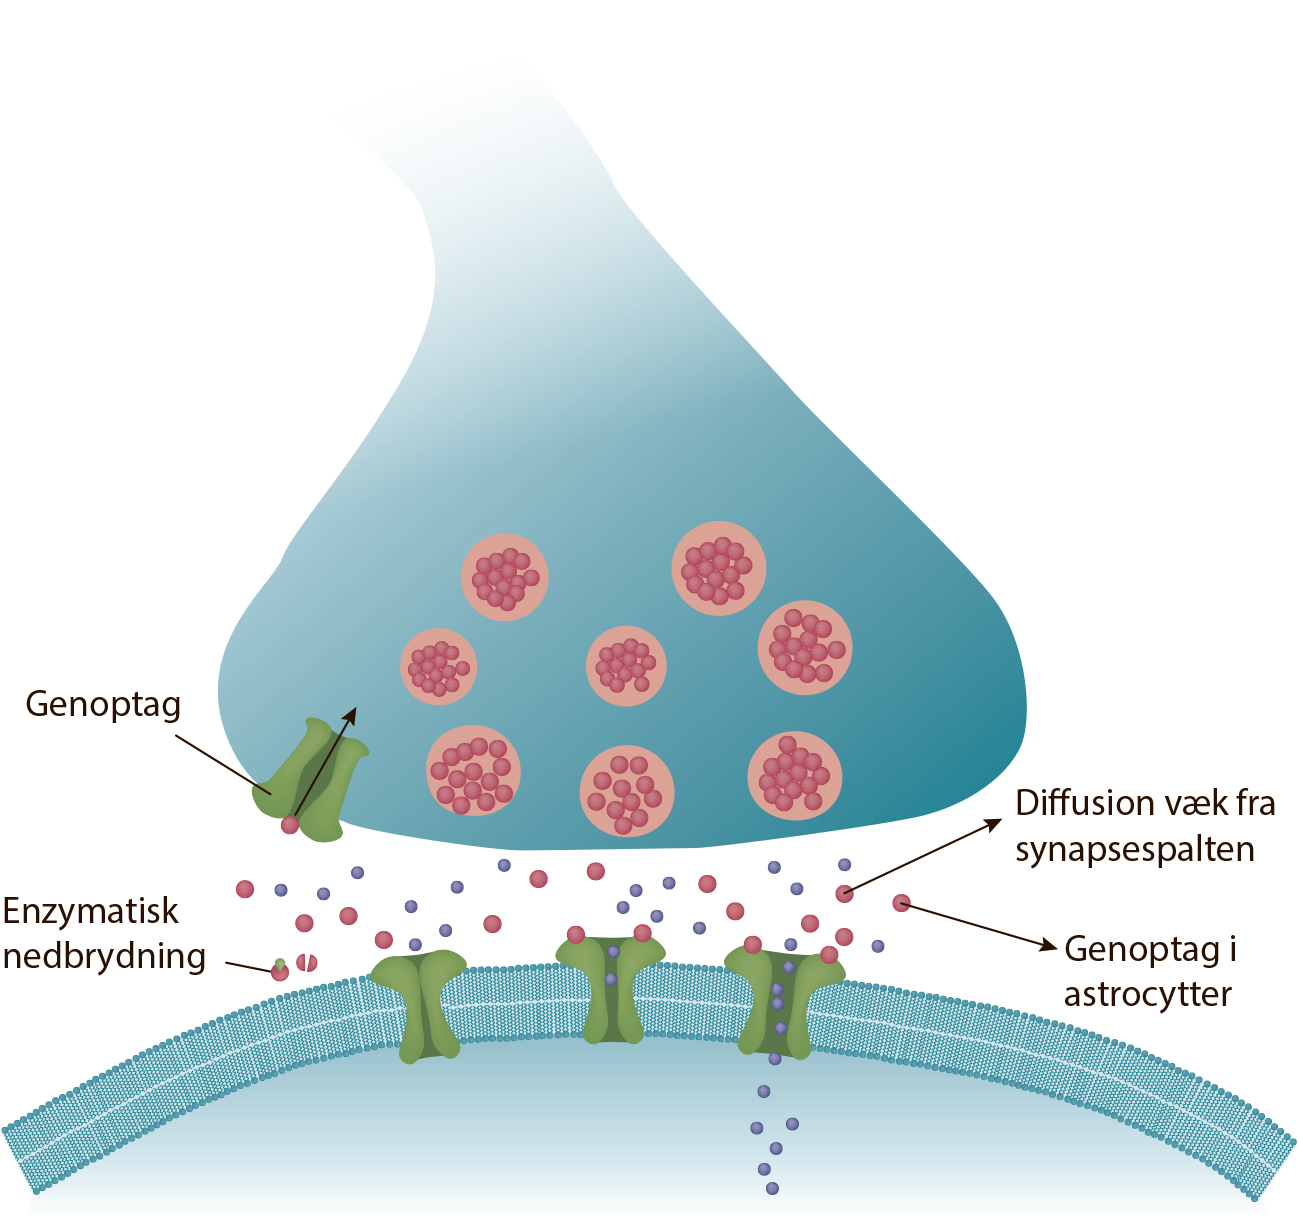 Genoptag
Enzymatisk
nedbrydning
Diffusion væk fra
synapsespalten
Genoptag i
astrocytter